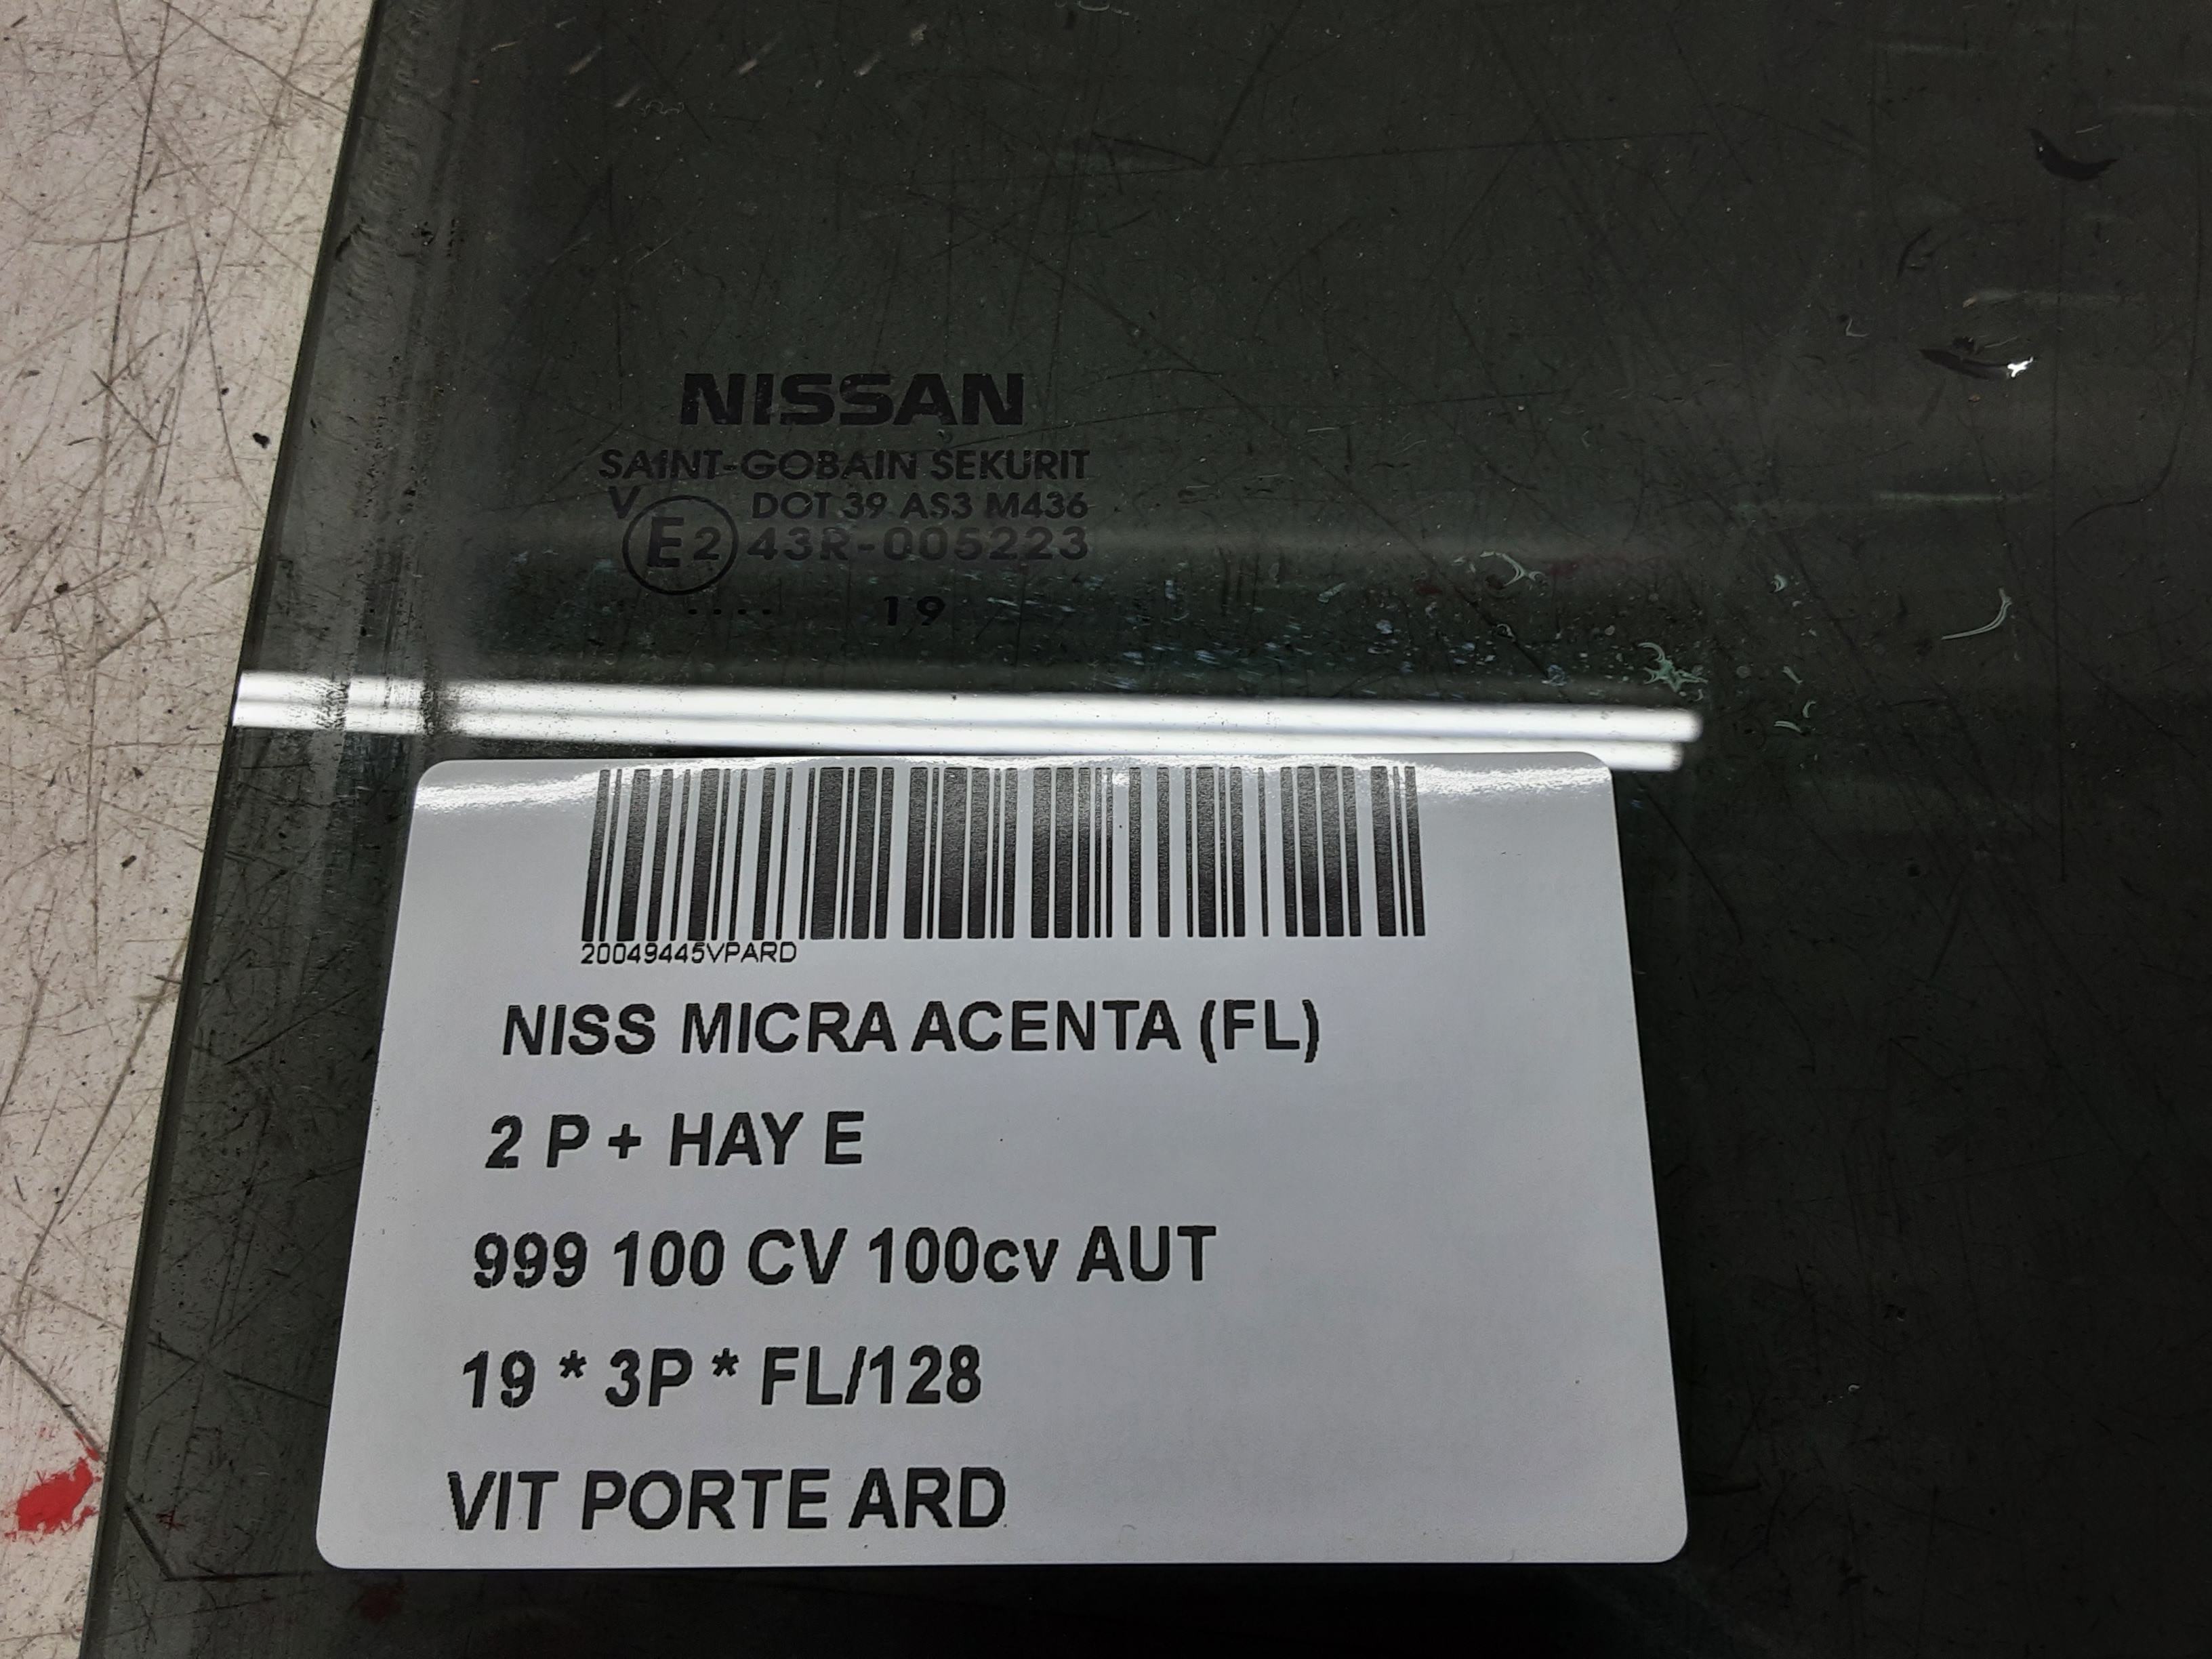 NISSAN
SAINT-GOBAIN SEKURIT
V DOT 39 AS3 M436
E2 43R-005223
.... 19
20049445VPARD
NISS MICRA ACENTA (FL)
2 P + HAY E
999 100 CV 100cv AUT
19 * 3P * FL/128
VIT PORTE ARD